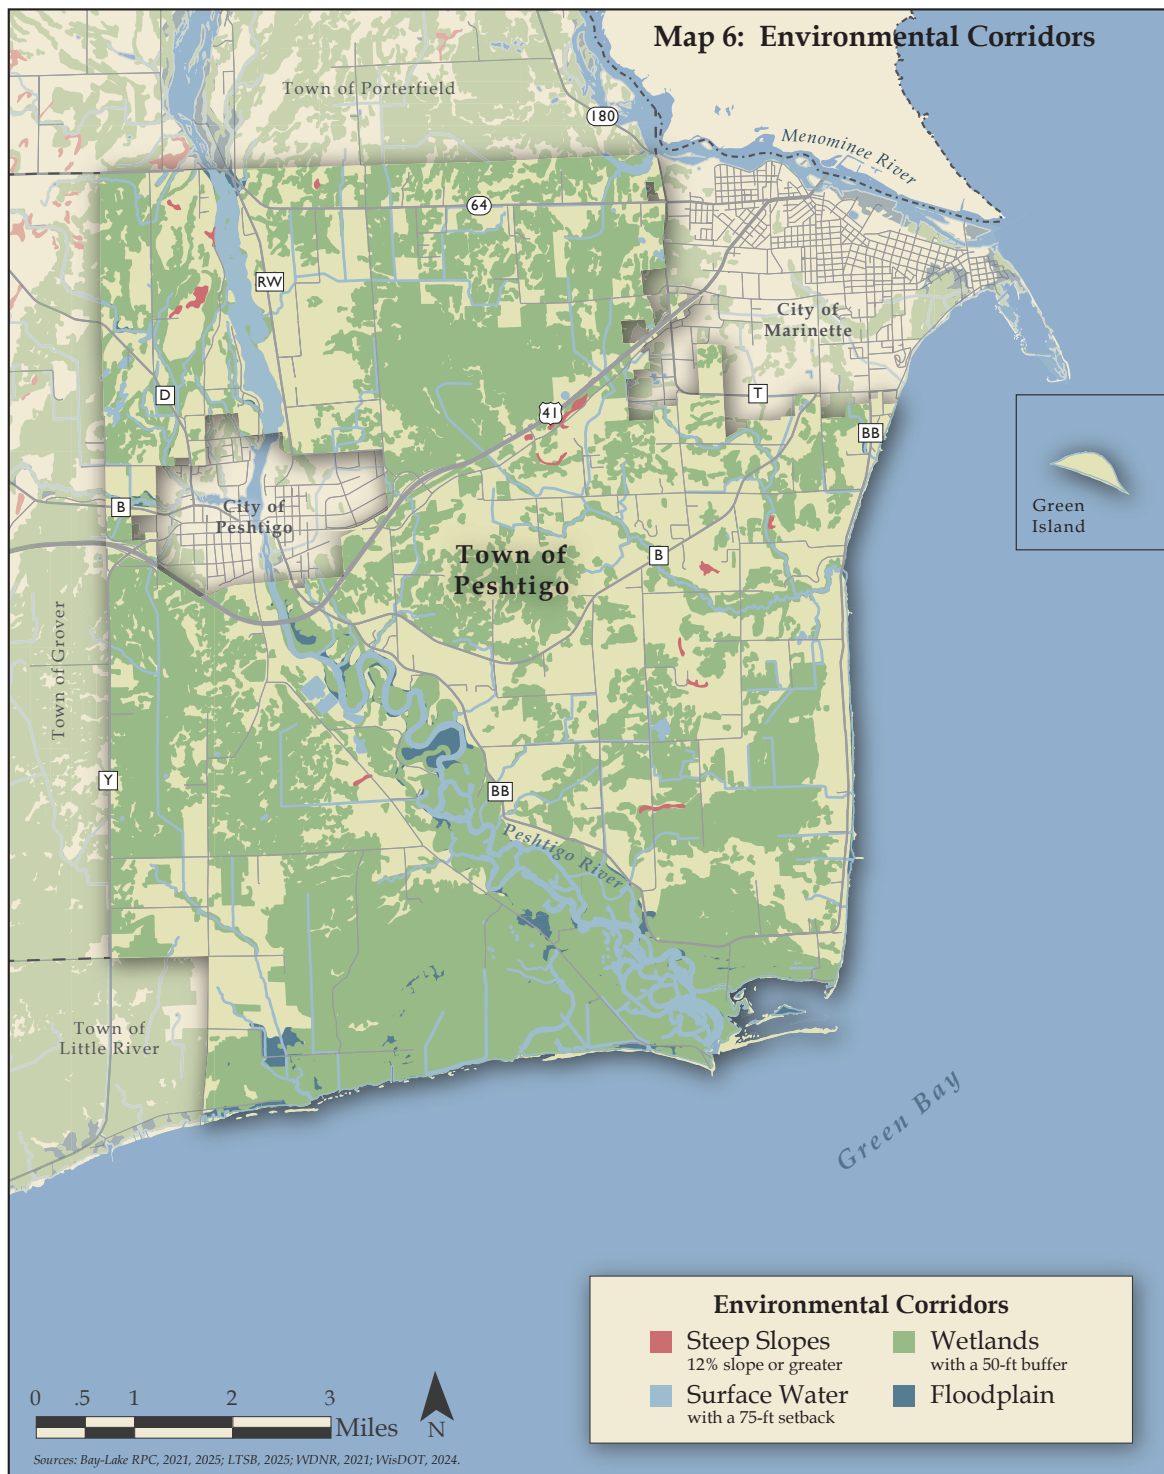 Map 6: Environmental Corridors
Town of Porterfield
180
Menominee River
64
RW
City of
Marinette
D
T
41
BB
B
City of
Peshtigo
Green
Island
Town of
Peshtigo
B
Town of Grover
Y
BB
Peshtigo River
Town of
Little River
Green Bay
Environmental Corridors
Steep Slopes
12% slope or greater
Wetlands
with a 50-ft buffer
Surface Water
with a 75-ft setback
Floodplain
0 .5 1 2 3
Miles
N
Sources: Bay-Lake RPC, 2021, 2025; LTSB, 2025; WDNR, 2021; WisDOT, 2024.